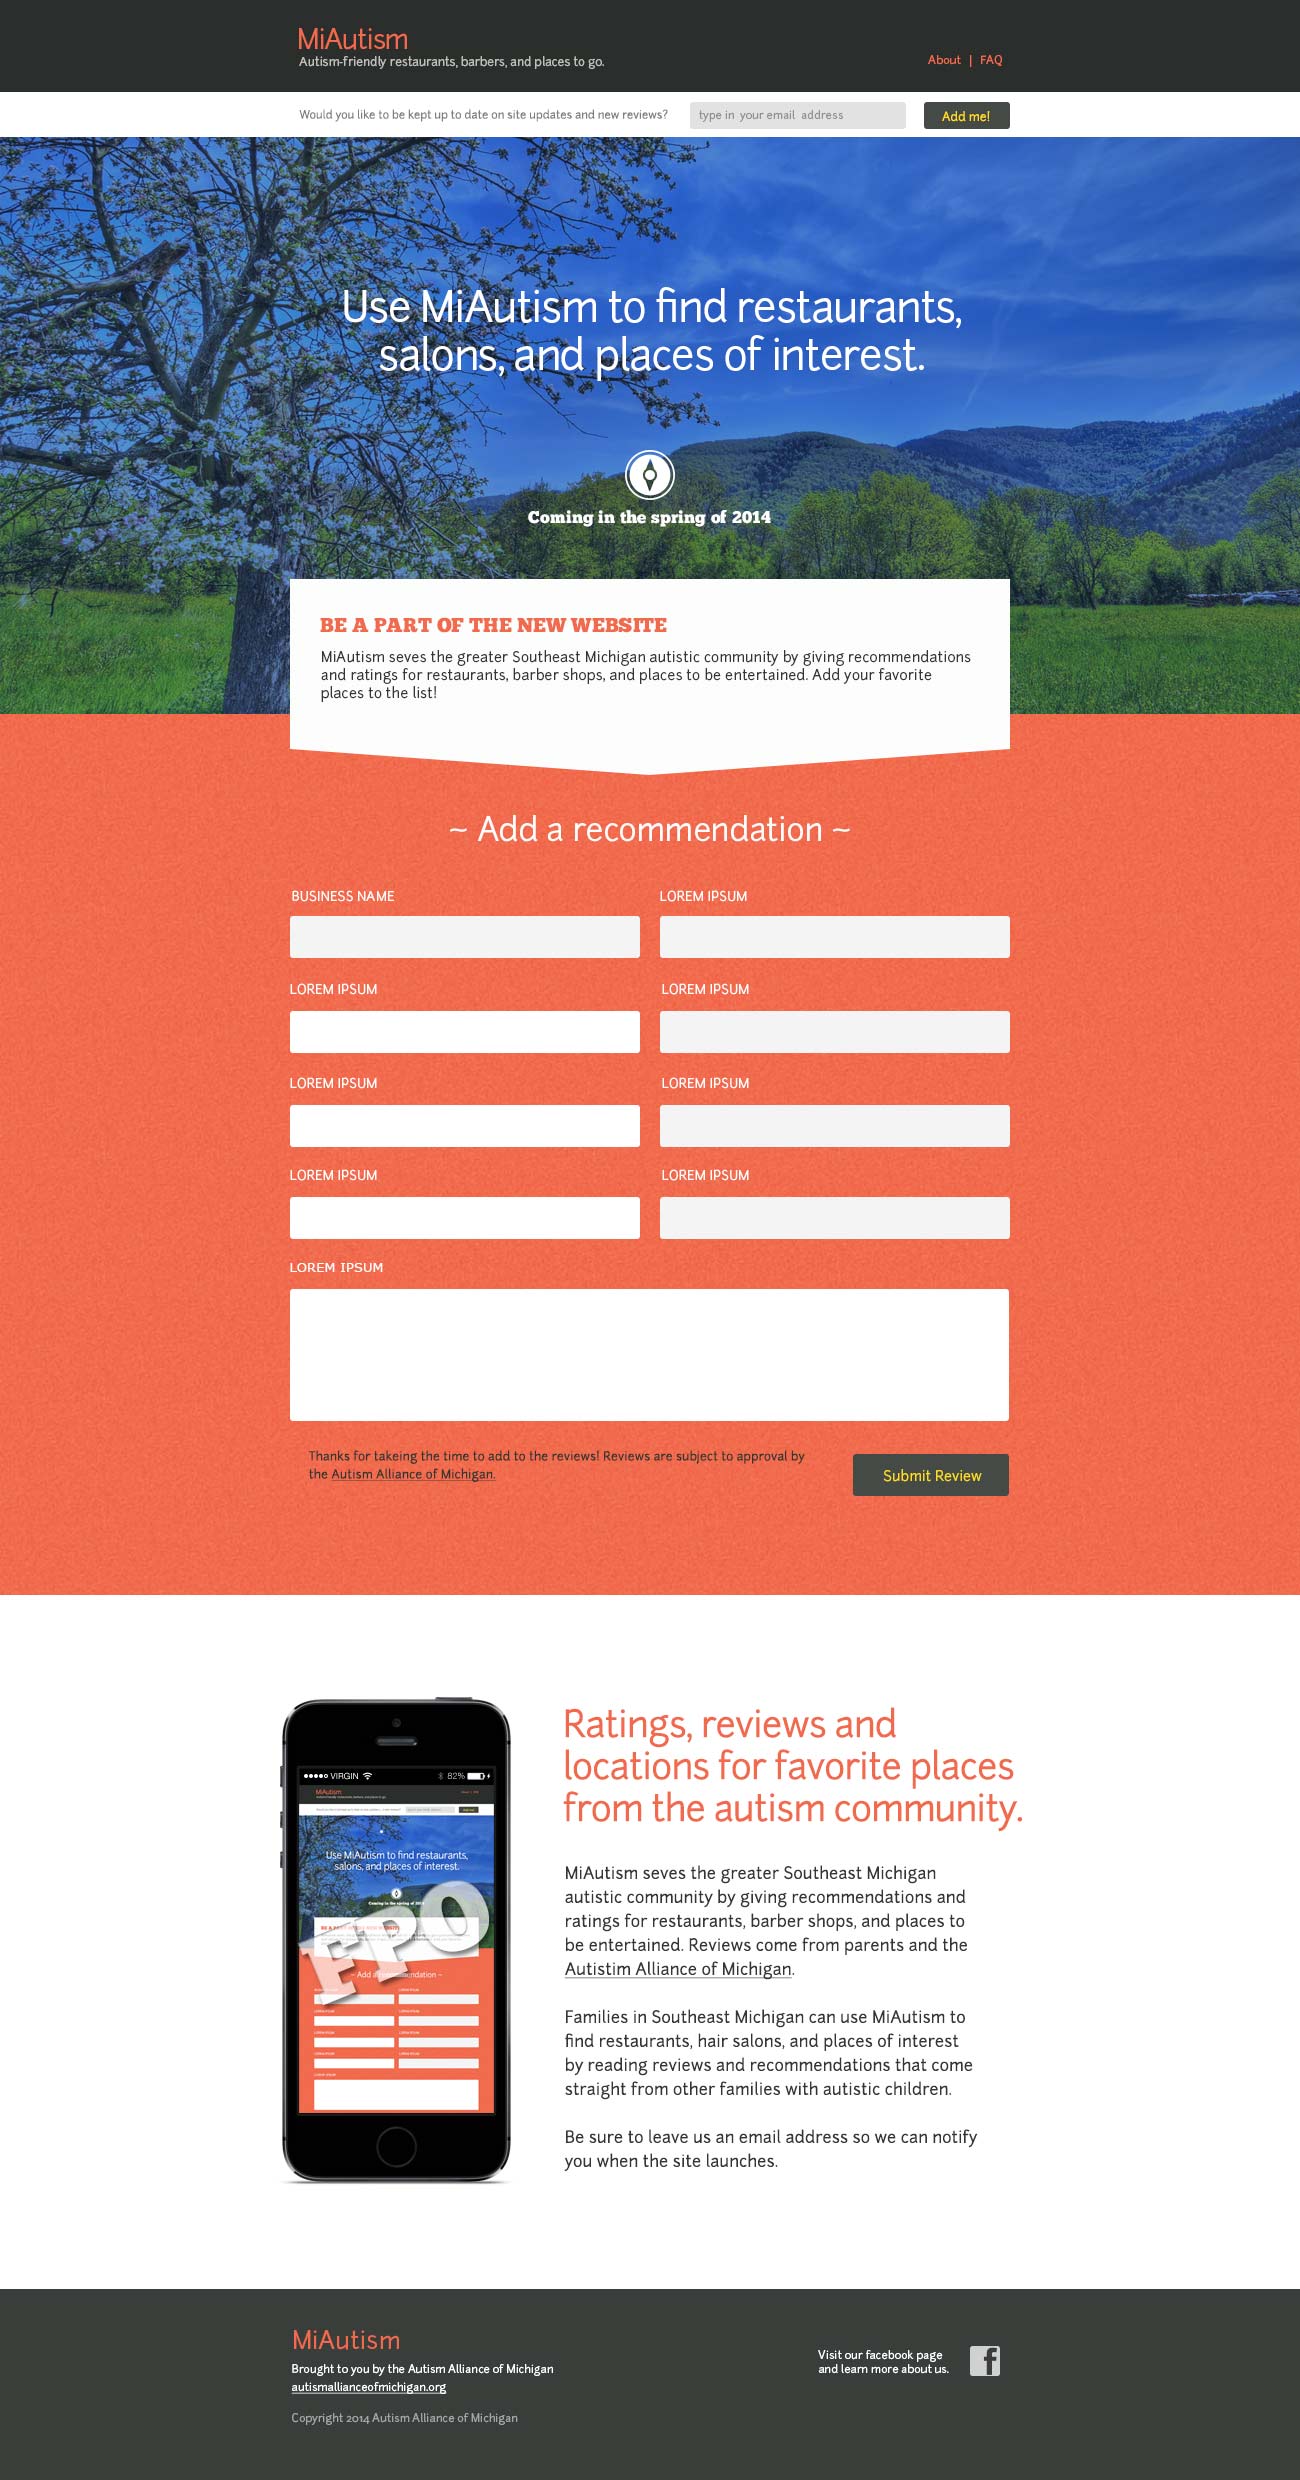 MiAutism
Autism-friendly restaurants, barbers, and places to go.
About | FAQ
Would you like to be kept up to date on site updates and new reviews?
type in your email address
Add me!
Use MiAutism to find restaurants,
salons, and places of interest.
Coming in the spring of 2014
BE A PART OF THE NEW WEBSITE
MiAutism seves the greater Southeast Michigan autistic community by giving recommendations
and ratings for restaurants, barber shops, and places to be entertained. Add your favorite
places to the list!
~ Add a recommendation ~
BUSINESS NAME
LOREM IPSUM
LOREM IPSUM
LOREM IPSUM
LOREM IPSUM
LOREM IPSUM
LOREM IPSUM
LOREM IPSUM
LOREM IPSUM
Thanks for takeing the time to add to the reviews! Reviews are subject to approval by
the Autism Alliance of Michigan.
Submit Review
●●●●○ VIRGIN
82%
MiAutism
Use MiAutism to find restaurants,
salons, and places of interest.
Coming in the spring of 2014
FPO
Ratings, reviews and
locations for favorite places
from the autism community.
MiAutism seves the greater Southeast Michigan
autistic community by giving recommendations and
ratings for restaurants, barber shops, and places to
be entertained. Reviews come from parents and the
Autistim Alliance of Michigan.
Families in Southeast Michigan can use MiAutism to
find restaurants, hair salons, and places of interest
by reading reviews and recommendations that come
straight from other families with autistic children.
Be sure to leave us an email address so we can notify
you when the site launches.
MiAutism
Brought to you by the Autism Alliance of Michigan
autismallianceofmichigan.org
Copyright 2014 Autism Alliance of Michigan
Visit our facebook page
and learn more about us.
f